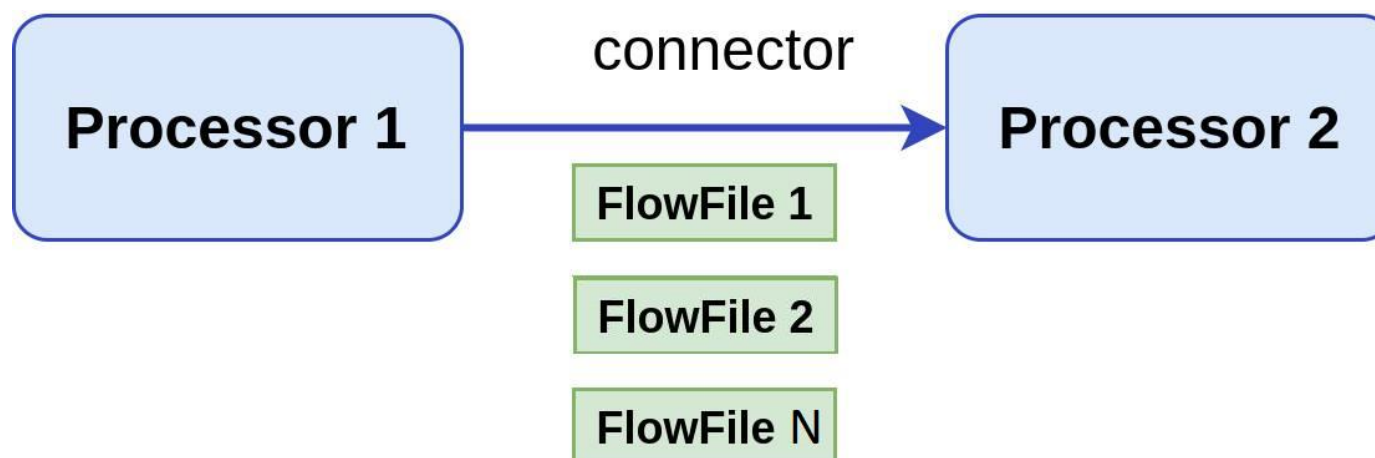 connector
Processor 1
Processor 2
FlowFile 1
FlowFile 2
FlowFile N